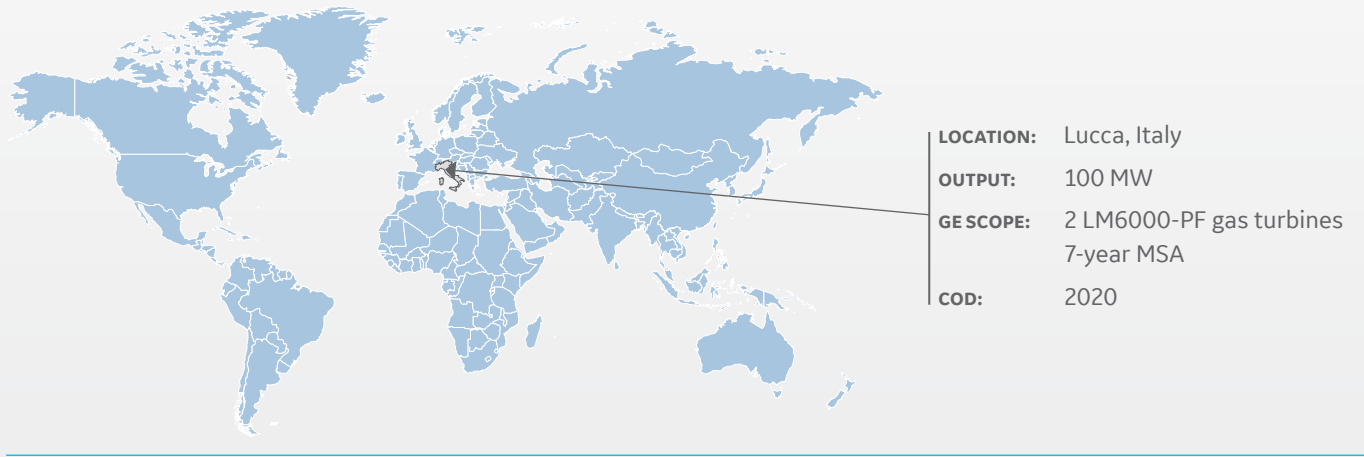 LOCATION: Lucca, Italy
OUTPUT: 100 MW
GE SCOPE: 2 LM6000-PF gas turbines
7-year MSA
COD: 2020